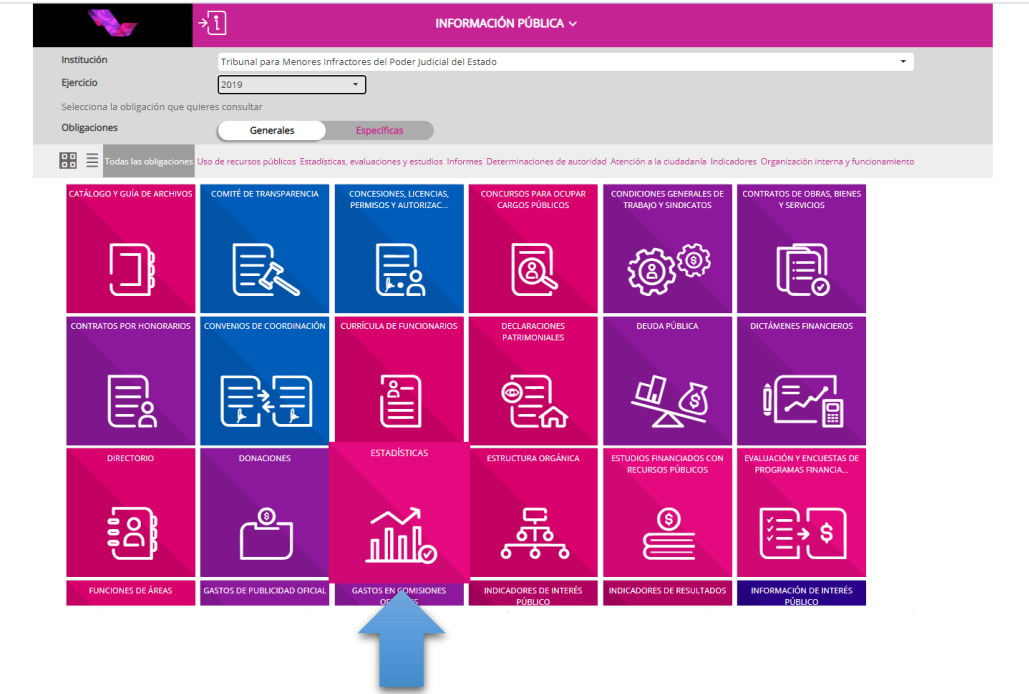 INFORMACIÓN PÚBLICA
Institución
Tribunal para Menores Infractores del Poder Judicial del Estado
Ejercicio
2019
Selecciona la obligación que quieres consultar
Obligaciones
Generales
Específicas
Todas las obligaciones Uso de recursos públicos Estadísticas, evaluaciones y estudios Informes Determinaciones de autoridad Atención a la ciudadanía Indicadores Organización interna y funcionamiento
CATÁLOGO Y GUÍA DE ARCHIVOS
COMITÉ DE TRANSPARENCIA
CONCESIONES, LICENCIAS,
PERMISOS Y AUTORIZAC...
CONCURSOS PARA OCUPAR
CARGOS PÚBLICOS
CONDICIONES GENERALES DE
TRABAJO Y SINDICATOS
CONTRATOS DE OBRAS, BIENES
Y SERVICIOS
CONTRATOS POR HONORARIOS
CONVENIOS DE COORDINACIÓN
CURRÍCULA DE FUNCIONARIOS
DECLARACIONES
PATRIMONIALES
DEUDA PÚBLICA
DICTÁMENES FINANCIEROS
DIRECTORIO
DONACIONES
ESTADÍSTICAS
ESTRUCTURA ORGÁNICA
ESTUDIOS FINANCIADOS CON
RECURSOS PÚBLICOS
EVALUACIÓN Y ENCUESTAS DE
PROGRAMAS FINANCIA...
FUNCIONES DE ÁREAS
GASTOS DE PUBLICIDAD OFICIAL
GASTOS EN COMISIONES
INDICADORES DE INTERÉS
PÚBLICO
INDICADORES DE RESULTADOS
INFORMACIÓN DE INTERÉS
PÚBLICO